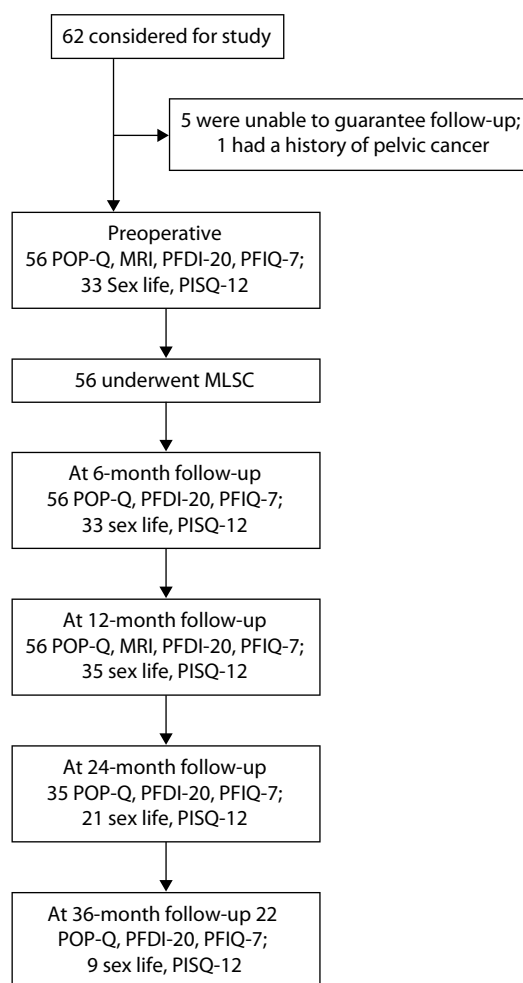 62 considered for study
5 were unable to guarantee follow-up;
1 had a history of pelvic cancer
Preoperative
56 POP-Q, MRI, PFDI-20, PFIQ-7;
33 Sex life, PISQ-12
56 underwent MLSC
At 6-month follow-up
56 POP-Q, PFDI-20, PFIQ-7;
33 sex life, PISQ-12
At 12-month follow-up
56 POP-Q, MRI, PFDI-20, PFIQ-7;
35 sex life, PISQ-12
At 24-month follow-up
35 POP-Q, PFDI-20, PFIQ-7;
21 sex life, PISQ-12
At 36-month follow-up 22
POP-Q, PFDI-20, PFIQ-7;
9 sex life, PISQ-12